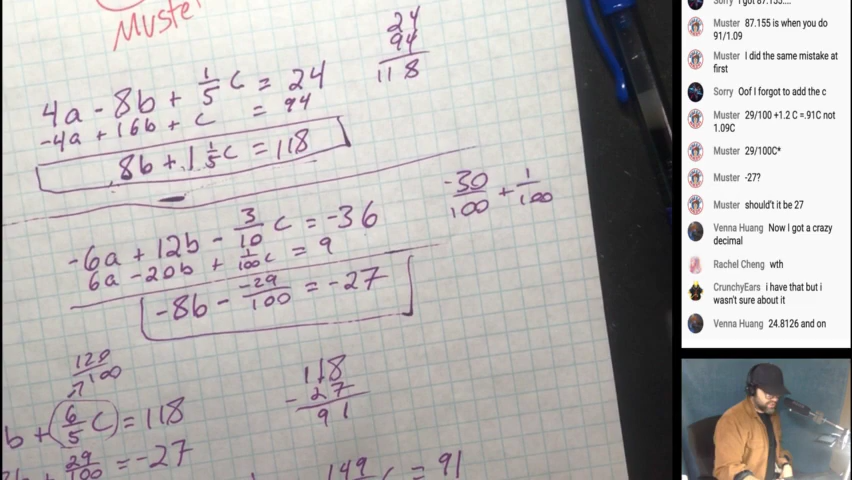 Muste
24
94
118
4a - 8b + 1/5 c = 24
-4a + 16b + c = 94
8b + 1 1/5 c = 118
-30/100 + 1/100
-6a + 12b - 3/10 c = -36
6a - 20b + 1/100 c = 9
-8b - -29/100 = -27
120/100
b + 6/5 c = 118
29/100 = -27
118
- 27
91
149 c = 91
Sorry I got 87.155....
Muster 87.155 is when you do
91/1.09
Muster I did the same mistake at
first
Sorry Oof I forgot to add the c
Muster 29/100 +1.2 C =.91C not
1.09C
Muster 29/100C*
Muster -27?
Muster should't it be 27
Venna Huang Now I got a crazy
decimal
Rachel Cheng wth
CrunchyEars i have that but i
wasn't sure about it
Venna Huang 24.8126 and on